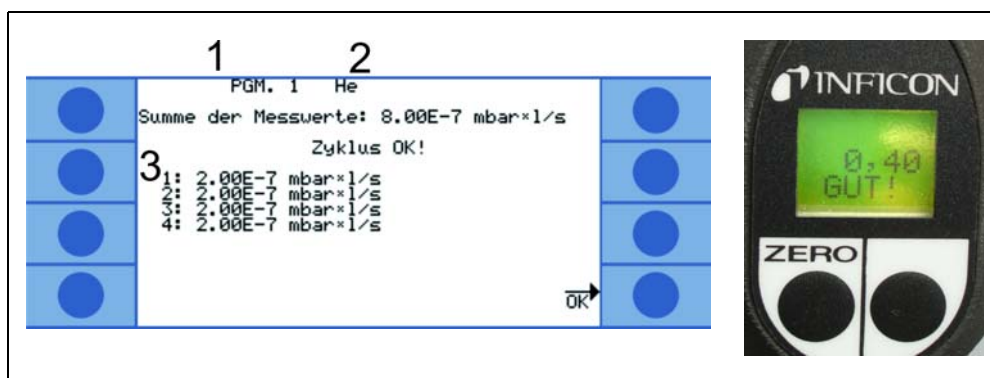 1
2
PGM. 1 He
Summe der Messwerte: 8.00E-7 mbar×l/s
Zyklus OK!
3
1: 2.00E-7 mbar×l/s
2: 2.00E-7 mbar×l/s
3: 2.00E-7 mbar×l/s
4: 2.00E-7 mbar×l/s
OK
INFICON
0,40
GUT!
ZERO